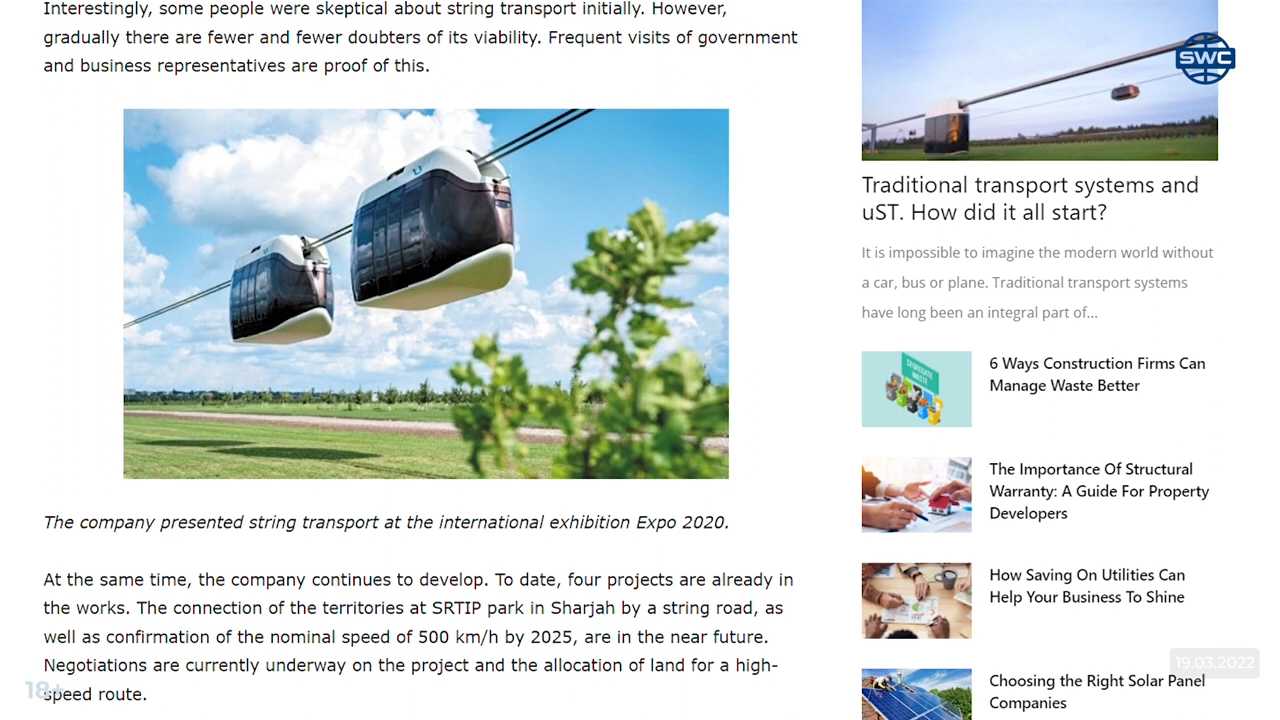 Interestingly, some people were skeptical about string transport initially. However,
gradually there are fewer and fewer doubters of its viability. Frequent visits of government
and business representatives are proof of this.
The company presented string transport at the international exhibition Expo 2020.
At the same time, the company continues to develop. To date, four projects are already in
the works. The connection of the territories at SRTIP park in Sharjah by a string road, as
well as confirmation of the nominal speed of 500 km/h by 2025, are in the near future.
Negotiations are currently underway on the project and the allocation of land for a high-
speed route.
18+
SWC
Traditional transport systems and
uST. How did it all start?
It is impossible to imagine the modern world without
a car, bus or plane. Traditional transport systems
have long been an integral part of...
SEGREGATE
WASTE
6 Ways Construction Firms Can
Manage Waste Better
The Importance Of Structural
Warranty: A Guide For Property
Developers
How Saving On Utilities Can
Help Your Business To Shine
19.03.2022
Choosing the Right Solar Panel
Companies